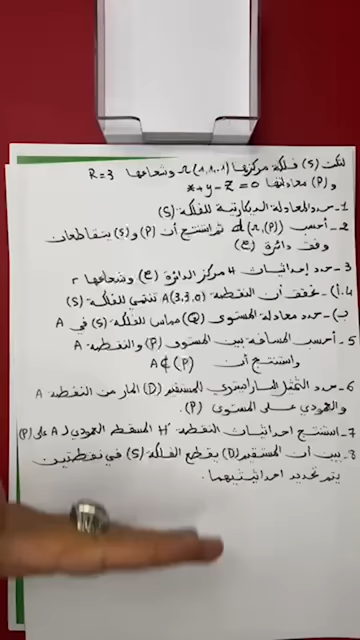 لتكن (S) فلكة مركزها Ω(1,1,-1) وشعاعها R=3
و (P) معادلتها x+y-z=0
1- حدد المعادلة الديكارتية للفلكة (S)
2- أحسب d(Ω,(P)) ثم استنتج أن (P) و (S) يتقاطعان
وفق دائرة (C)
3- حدد إحداثيات H مركز الدائرة (C) وشعاعها r
4.أ) - تحقق أن النقطة A(3,3,0) تنتمي للفلكة (S)
ب) - حدد معادلة المستوى (Q) مماس للفلكة (S) في A
5- أحسب المسافة بين المستوى (P) والنقطة A
واستنتج أن A∉(P)
6- حدد التمثيل البارامتري للمستقيم (D) المار من النقطة A
والعمودي على المستوى (P).
7- استنتج احداثيات النقطة H' المسقط العمودي لـ A على (P)
8- بين أن المستقيم (D) يقطع الفلكة (S) في نقطتين
يتم تحديد احداثيتيهما.